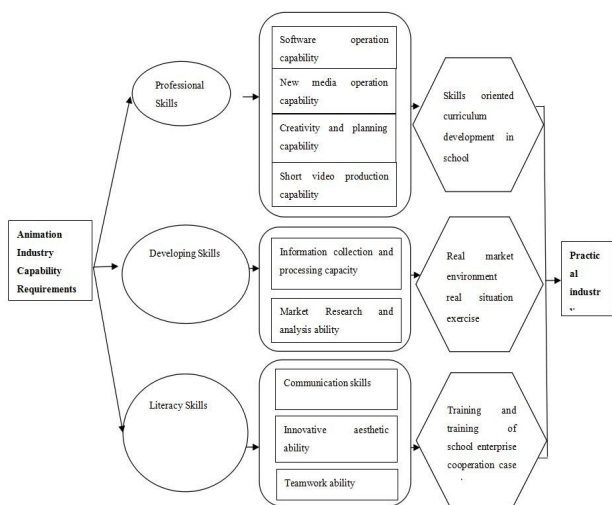 Animation
Industry
Capability
Requirements
Professional
Skills
Developing Skills
Literacy Skills
Software operation
capability
New media operation
capability
Creativity and planning
capability
Short video production
capability
Information collection and
processing capacity
Market Research and
analysis ability
Communication skills
Innovative aesthetic
ability
Teamwork ability
Skills oriented
curriculum
development in
school
Real market
environment
real situation
exercise
Training and
training of
school enterprise
cooperation case
Practic
al
industr